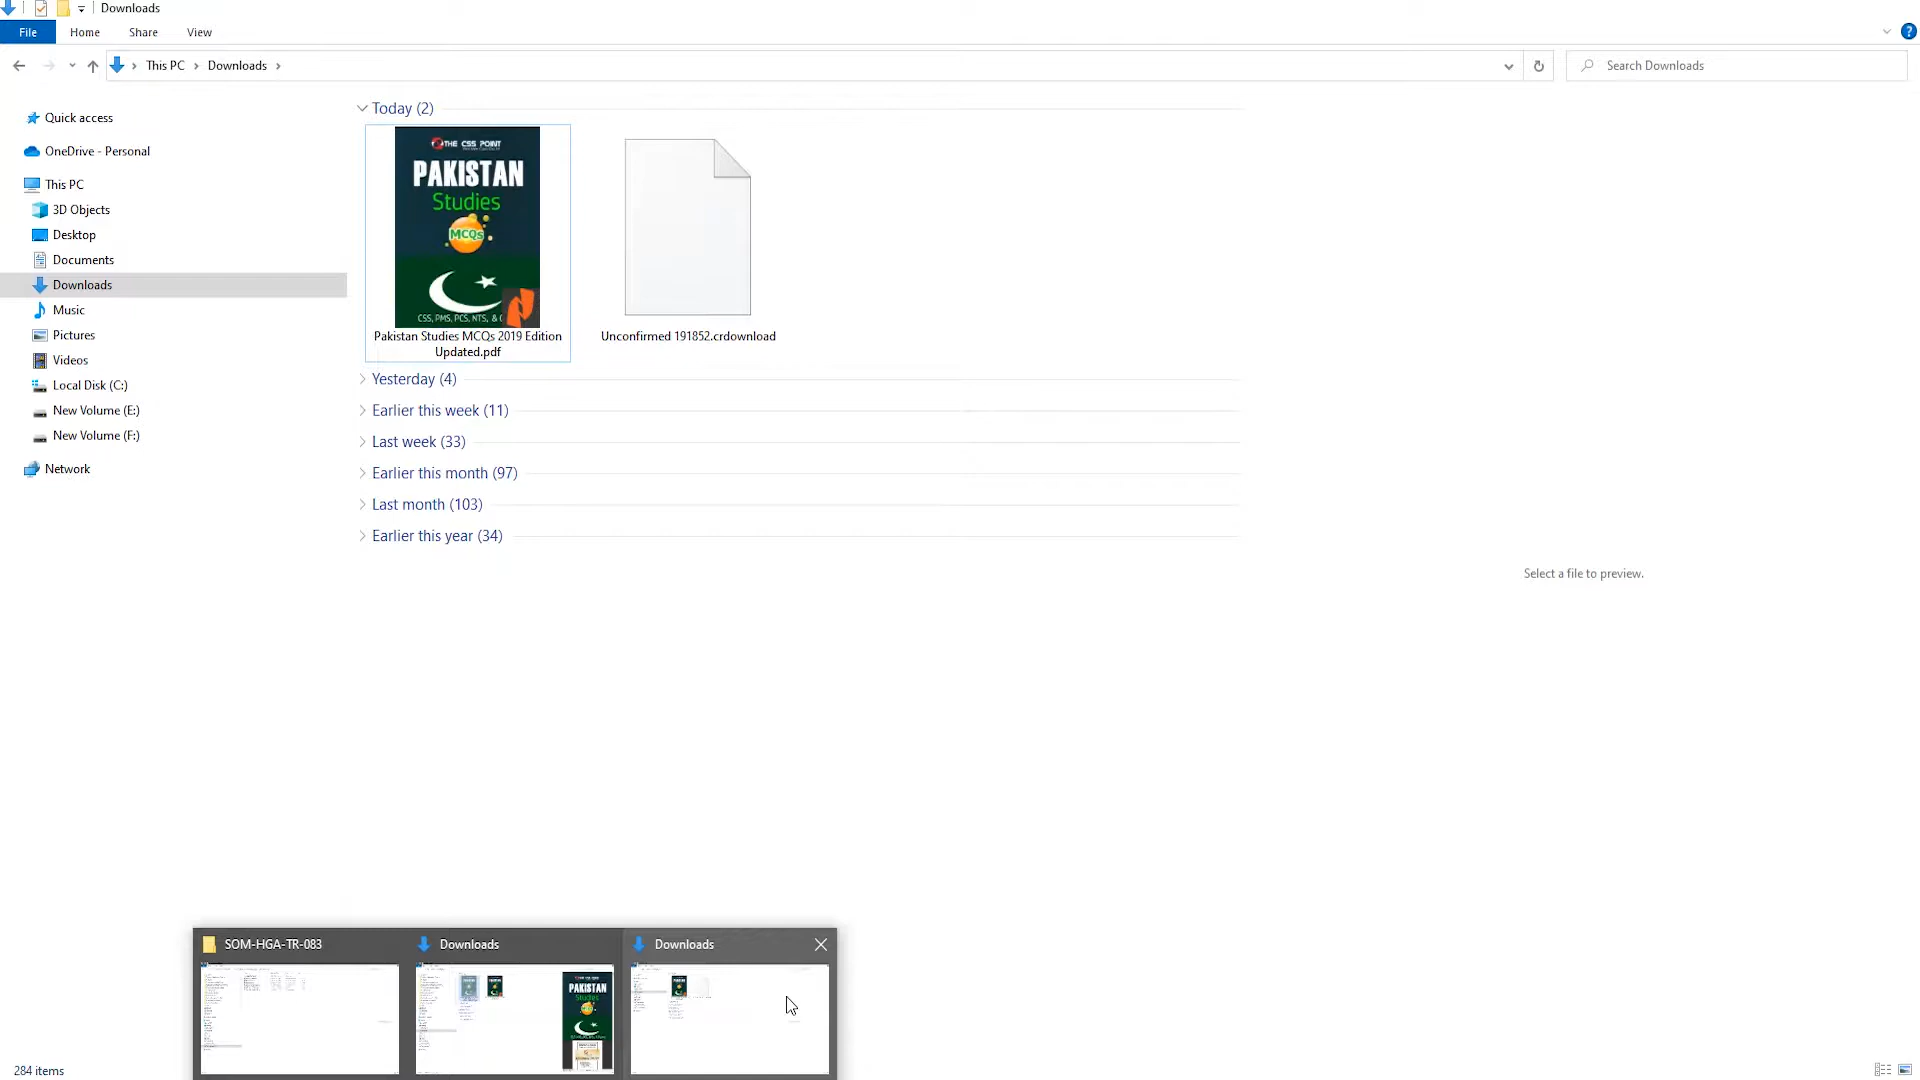 Downloads
File Home Share View
This PC Downloads
Search Downloads
Quick access
OneDrive - Personal
This PC
3D Objects
Desktop
Documents
Downloads
Music
Pictures
Videos
Local Disk (C:)
New Volume (E:)
New Volume (F:)
Network
Today (2)
THE CSS POINT
PAKISTAN
Studies
MCQs
CSS, PMS, PCS, NTS, &
Pakistan Studies MCQs 2019 Edition
Updated.pdf
Unconfirmed 191852.crdownload
Yesterday (4)
Earlier this week (11)
Last week (33)
Earlier this month (97)
Last month (103)
Earlier this year (34)
Select a file to preview.
SOM-HGA-TR-083
Downloads
PAKISTAN
Studies
Downloads
284 items